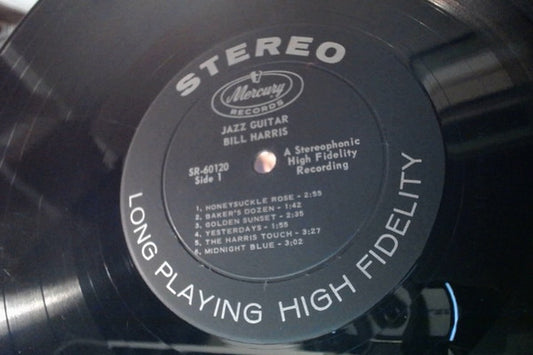 STEREO
Mercury
RECORDS
JAZZ GUITAR
BILL HARRIS
SR-60120
Side 1
A Stereophonic
High Fidelity
Recording
1. HONEYSUCKLE ROSE - 2:55
2. BAKER'S DOZEN - 1:42
3. GOLDEN SUNSET - 2:35
4. YESTERDAYS - 1:55
5. THE HARRIS TOUCH - 3:27
6. MIDNIGHT BLUE - 3:02
LONG PLAYING HIGH FIDELITY